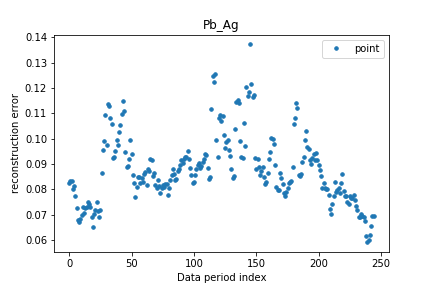 Pb_Ag
point
reconstruction error
0.14
0.13
0.12
0.11
0.10
0.09
0.08
0.07
0.06
0 50 100 150 200 250
Data period index